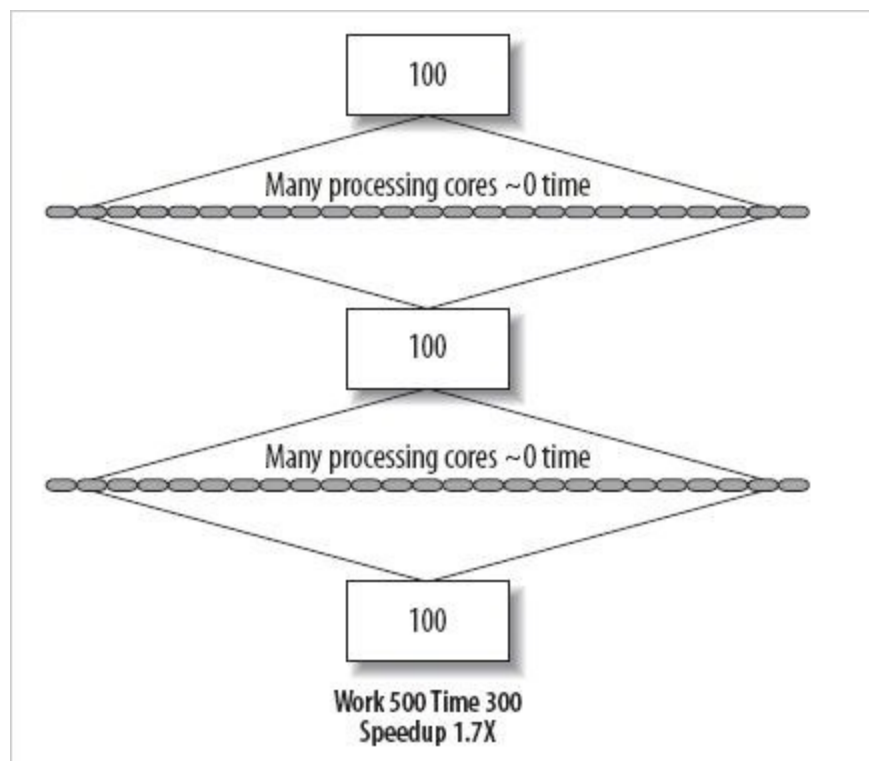 100
Many processing cores ~0 time
100
Many processing cores ~0 time
100
Work 500 Time 300
Speedup 1.7X